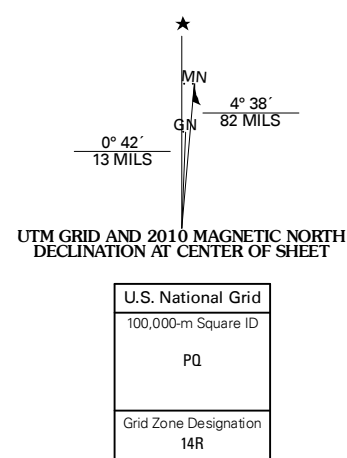 ★
MN
GN
4° 38´
82 MILS
0° 42´
13 MILS
UTM GRID AND 2010 MAGNETIC NORTH
DECLINATION AT CENTER OF SHEET
U.S. National Grid
100,000-m Square ID
PQ
Grid Zone Designation
14R